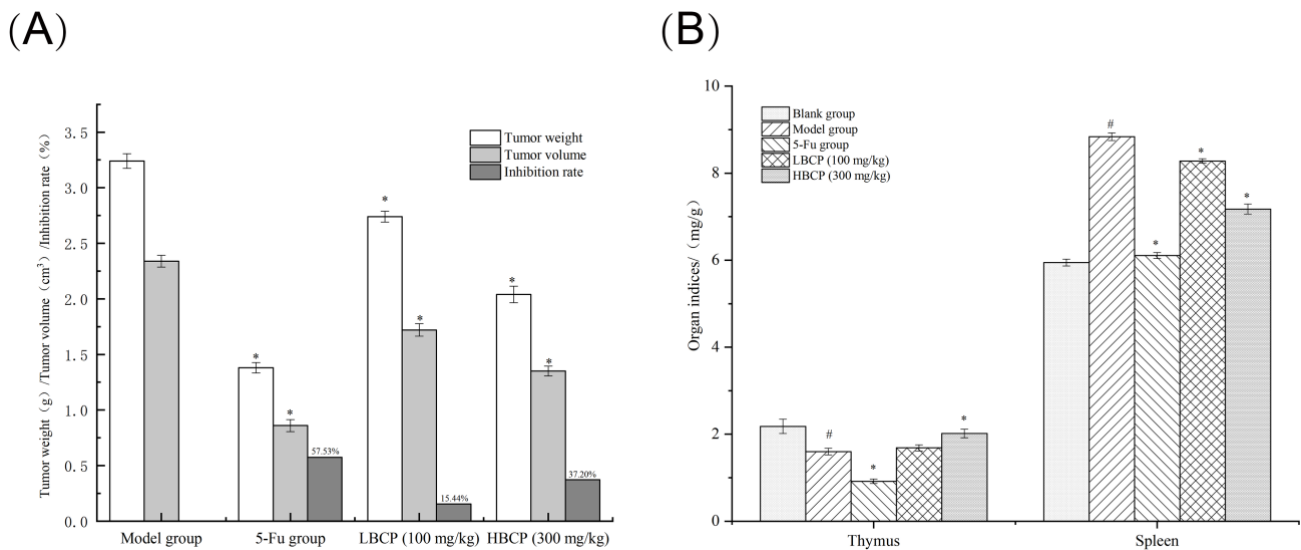 (A)
Tumor weight（g）/Tumor volume（cm³）/Inhibition rate（%）
3.5
3.0
2.5
2.0
1.5
1.0
0.5
0.0
Tumor weight
Tumor volume
Inhibition rate
*
*
57.53%
*
*
15.44%
*
*
37.20%
Model group
5-Fu group
LBCP (100 mg/kg)
HBCP (300 mg/kg)
(B)
Organ indices/（mg/g）
10
8
6
4
2
0
Blank group
Model group
5-Fu group
LBCP (100 mg/kg)
HBCP (300 mg/kg)
#
*
*
#
*
*
*
Thymus
Spleen